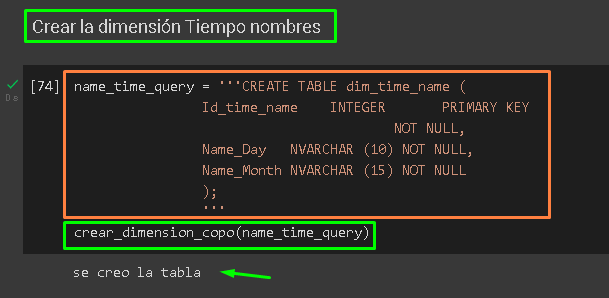 Crear la dimensión Tiempo nombres
[74] name_time_query = '''CREATE TABLE dim_time_name (
Id_time_name INTEGER PRIMARY KEY
NOT NULL,
Name_Day NVARCHAR (10) NOT NULL,
Name_Month NVARCHAR (15) NOT NULL
);
'''
0 s
crear_dimension_copo(name_time_query)
se creo la tabla